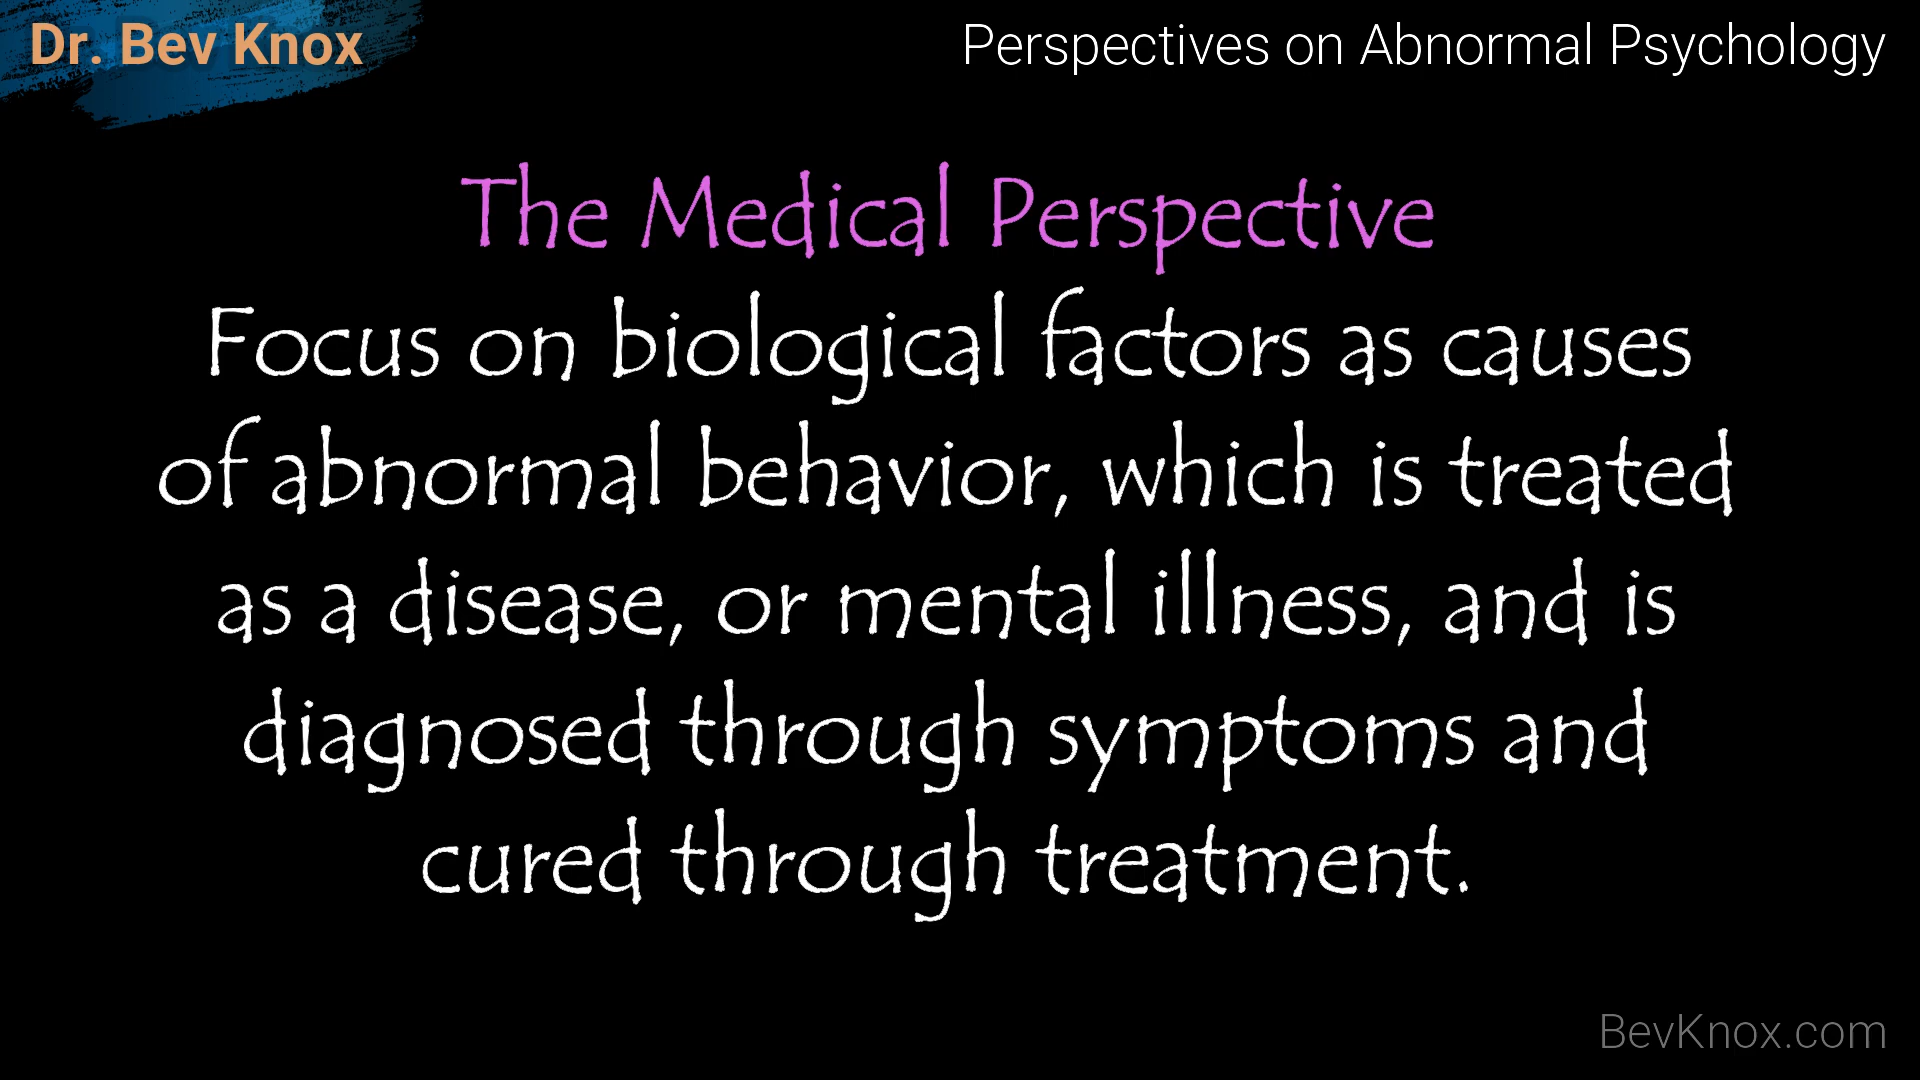 Dr. Bev Knox
Perspectives on Abnormal Psychology
The Medical Perspective
Focus on biological factors as causes
of abnormal behavior, which is treated
as a disease, or mental illness, and is
diagnosed through symptoms and
cured through treatment.
BevKnox.com